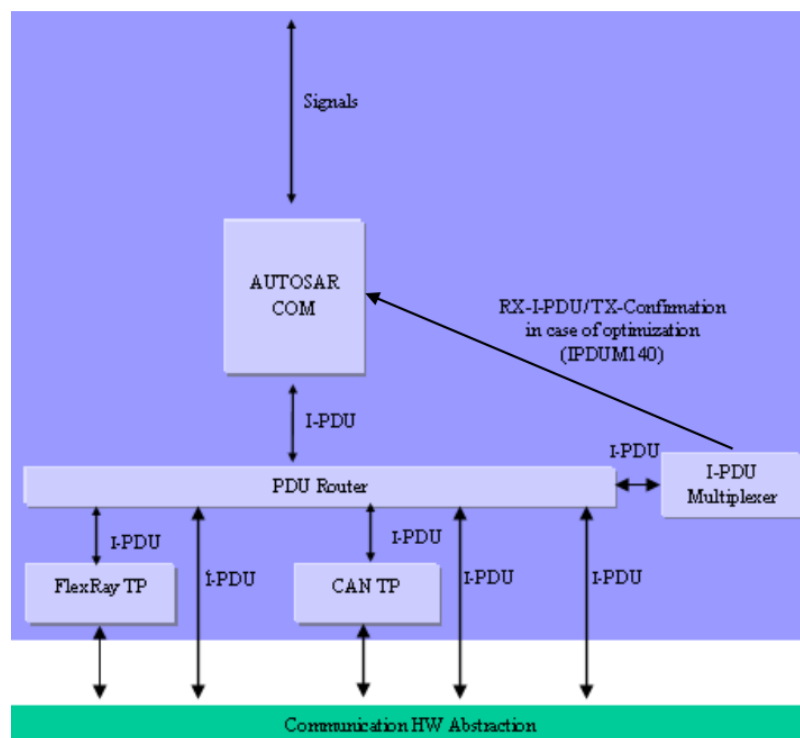 Signals
AUTOSAR
COM
RX-I-PDU/TX-Confirmation
in case of optimization
(IPDUM140)
I-PDU
I-PDU
PDU Router
I-PDU
Multiplexer
I-PDU
I-PDU
I-PDU
I-PDU
I-PDU
FlexRay TP
CAN TP
Communication HW Abstraction